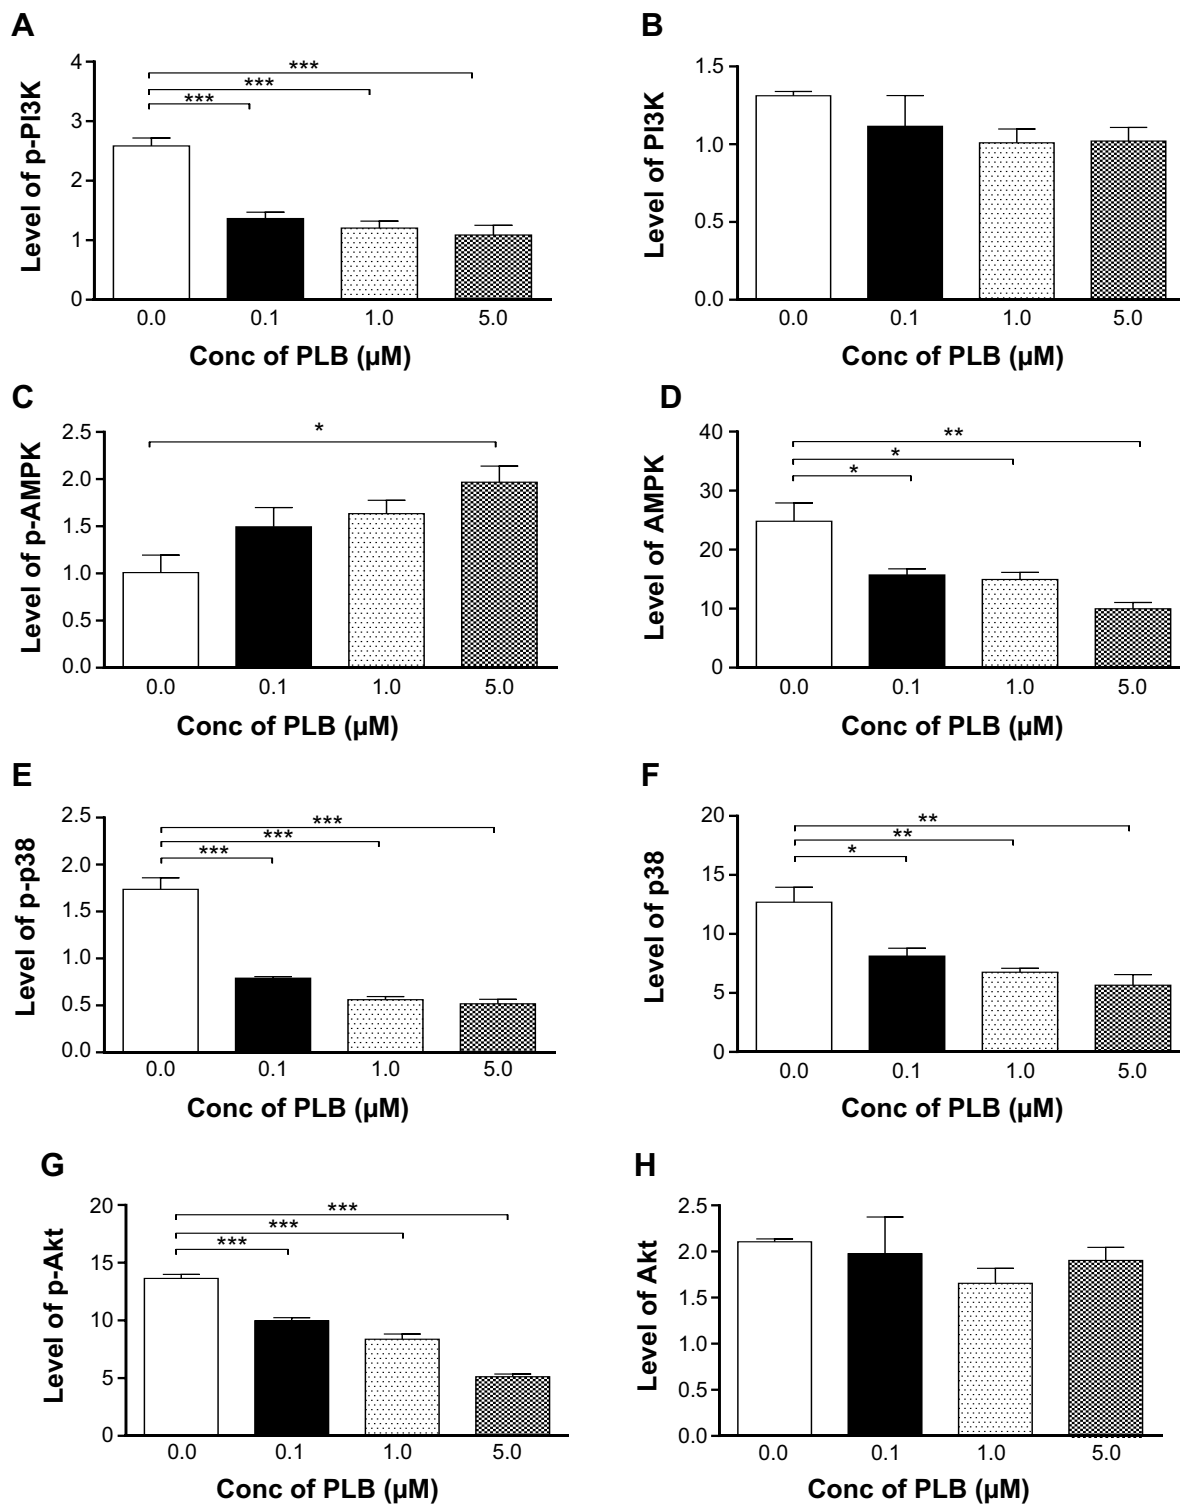 A
Level of p-PI3K
4
3
2
1
0
***
***
***
0.0 0.1 1.0 5.0
Conc of PLB (µM)
B
Level of PI3K
1.5
1.0
0.5
0.0
0.0 0.1 1.0 5.0
Conc of PLB (µM)
C
Level of p-AMPK
2.5
2.0
1.5
1.0
0.5
0.0
*
0.0 0.1 1.0 5.0
Conc of PLB (µM)
D
Level of AMPK
40
30
20
10
0
**
*
*
0.0 0.1 1.0 5.0
Conc of PLB (µM)
E
Level of p-p38
2.5
2.0
1.5
1.0
0.5
0.0
***
***
***
0.0 0.1 1.0 5.0
Conc of PLB (µM)
F
Level of p38
20
15
10
5
0
**
**
*
0.0 0.1 1.0 5.0
Conc of PLB (µM)
G
Level of p-Akt
20
15
10
5
0
***
***
***
0.0 0.1 1.0 5.0
Conc of PLB (µM)
H
Level of Akt
2.5
2.0
1.5
1.0
0.5
0.0
0.0 0.1 1.0 5.0
Conc of PLB (µM)